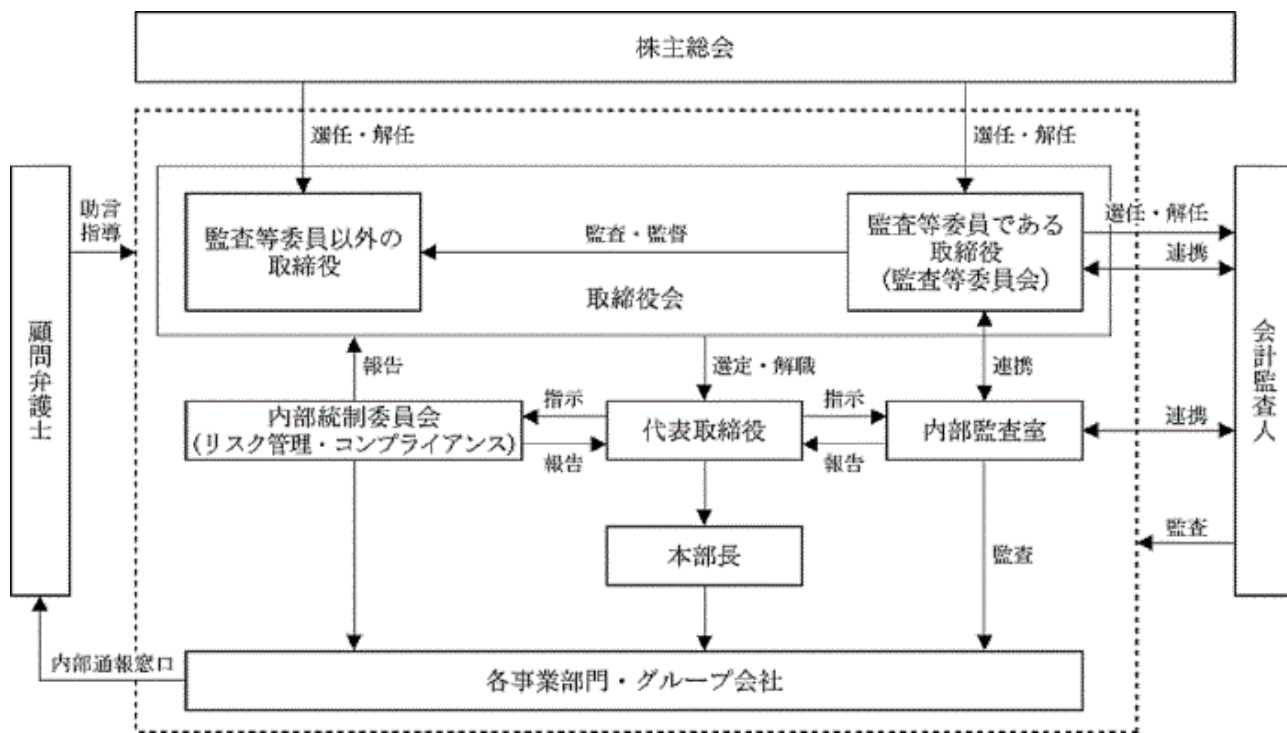 株主総会
選任・解任
選任・解任
助言
指導
監査等委員以外の
取締役
監査・監督
監査等委員である
取締役
(監査等委員会)
選任・解任
連携
取締役会
顧問弁護士
会計監査人
報告
選定・解職
連携
内部統制委員会
(リスク管理・コンプライアンス)
指示
報告
代表取締役
指示
報告
内部監査室
連携
本部長
監査
監査
内部通報窓口
各事業部門・グループ会社